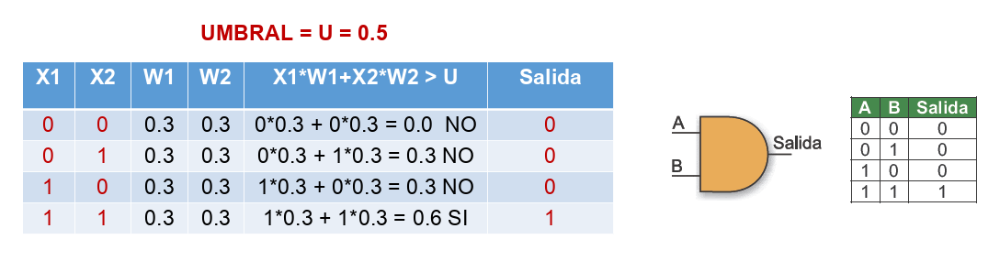 UMBRAL = U = 0.5
X1 X2 W1 W2 X1*W1+X2*W2 > U Salida
0 0 0.3 0.3 0*0.3 + 0*0.3 = 0.0 NO 0
0 1 0.3 0.3 0*0.3 + 1*0.3 = 0.3 NO 0
1 0 0.3 0.3 1*0.3 + 0*0.3 = 0.3 NO 0
1 1 0.3 0.3 1*0.3 + 1*0.3 = 0.6 SI 1
A
B
Salida
A B Salida
0 0 0
0 1 0
1 0 0
1 1 1